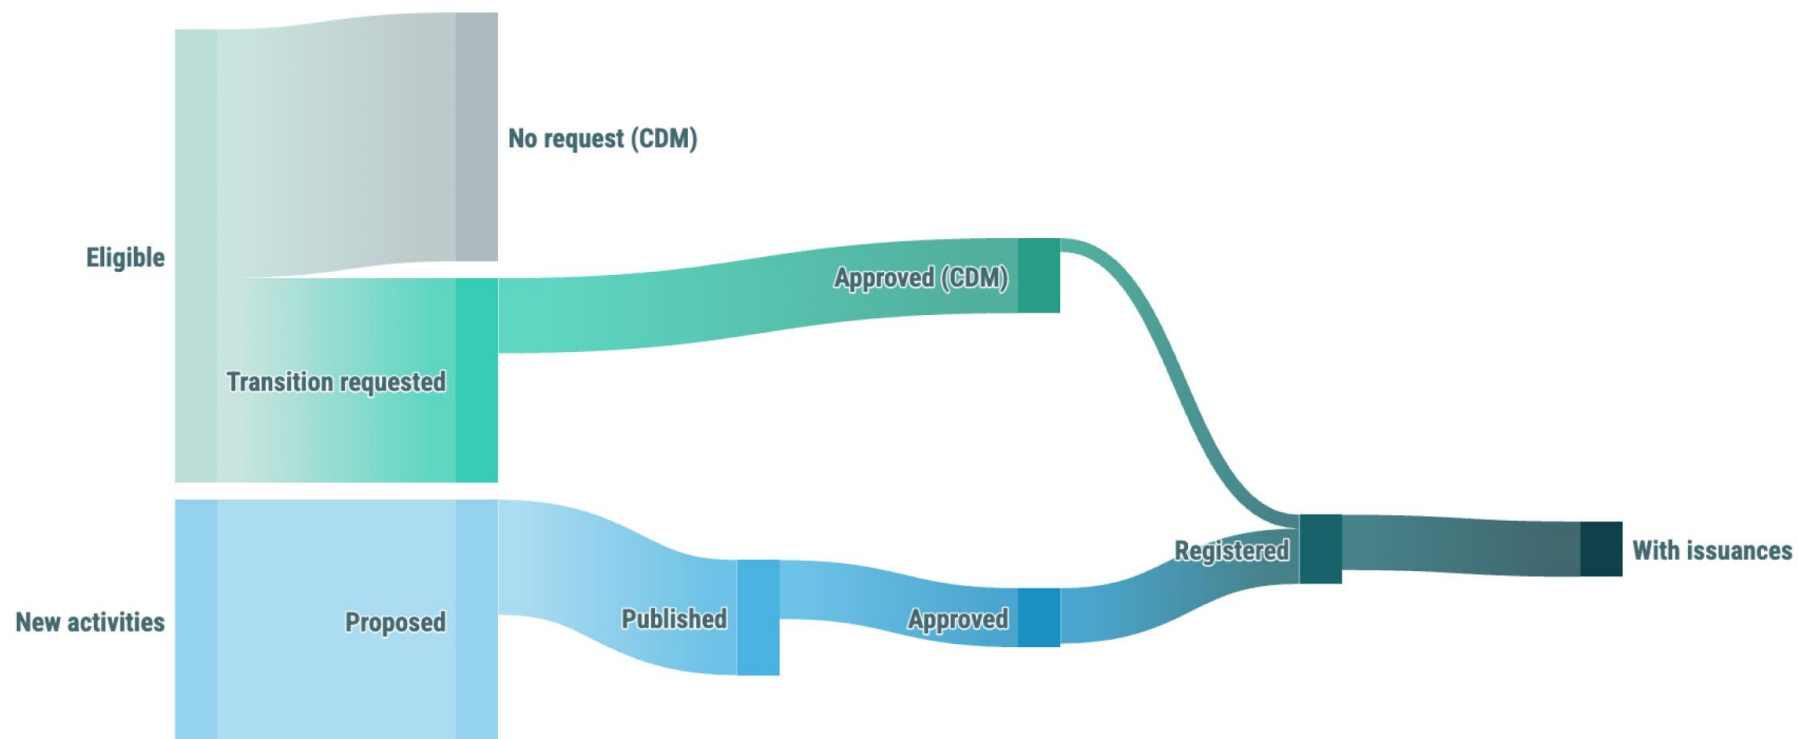 No request (CDM)
Eligible
Approved (CDM)
Transition requested
Registered
With issuances
New activities
Proposed
Published
Approved